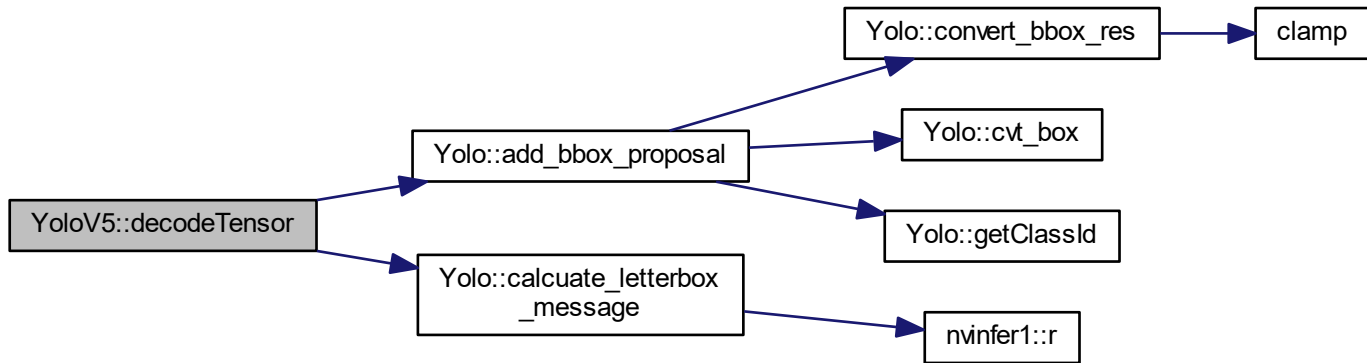 Yolo::convert_bbox_res
clamp
Yolo::cvt_box
Yolo::add_bbox_proposal
YoloV5::decodeTensor
Yolo::getClassId
Yolo::calcuate_letterbox
_message
nvinfer1::r